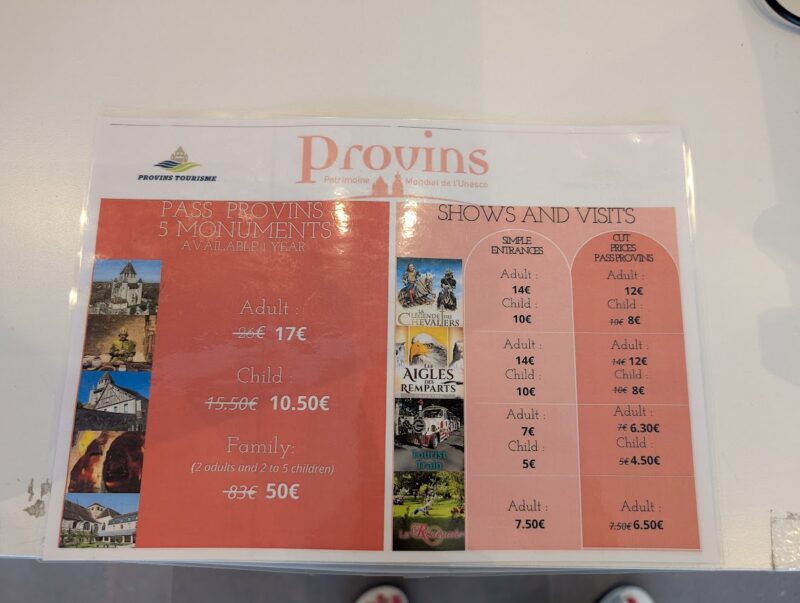 PROVINS TOURISME
Provins
Patrimoine Mondial de l'Unesco
PASS PROVINS
5 MONUMENTS
AVAILABLE 1 YEAR
Adult :
26€ 17€
Child :
15.50€ 10.50€
Family:
(2 adults and 2 to 5 children)
83€ 50€
SHOWS AND VISITS
SIMPLE
ENTRANCES
CUT
PRICES
PASS PROVINS
LA LÉGENDE DES
CHEVALIERS
Adult :
14€
Child :
10€
Adult :
12€
Child :
10€ 8€
LES
AIGLES
DES
REMPARTS
Adult :
14€
Child :
10€
Adult :
14€ 12€
Child :
10€ 8€
Tourist
Train
Adult :
7€
Child :
5€
Adult :
7€ 6.30€
Child :
5€ 4.50€
La Roseraie
Adult :
7.50€
Adult :
7.50€ 6.50€